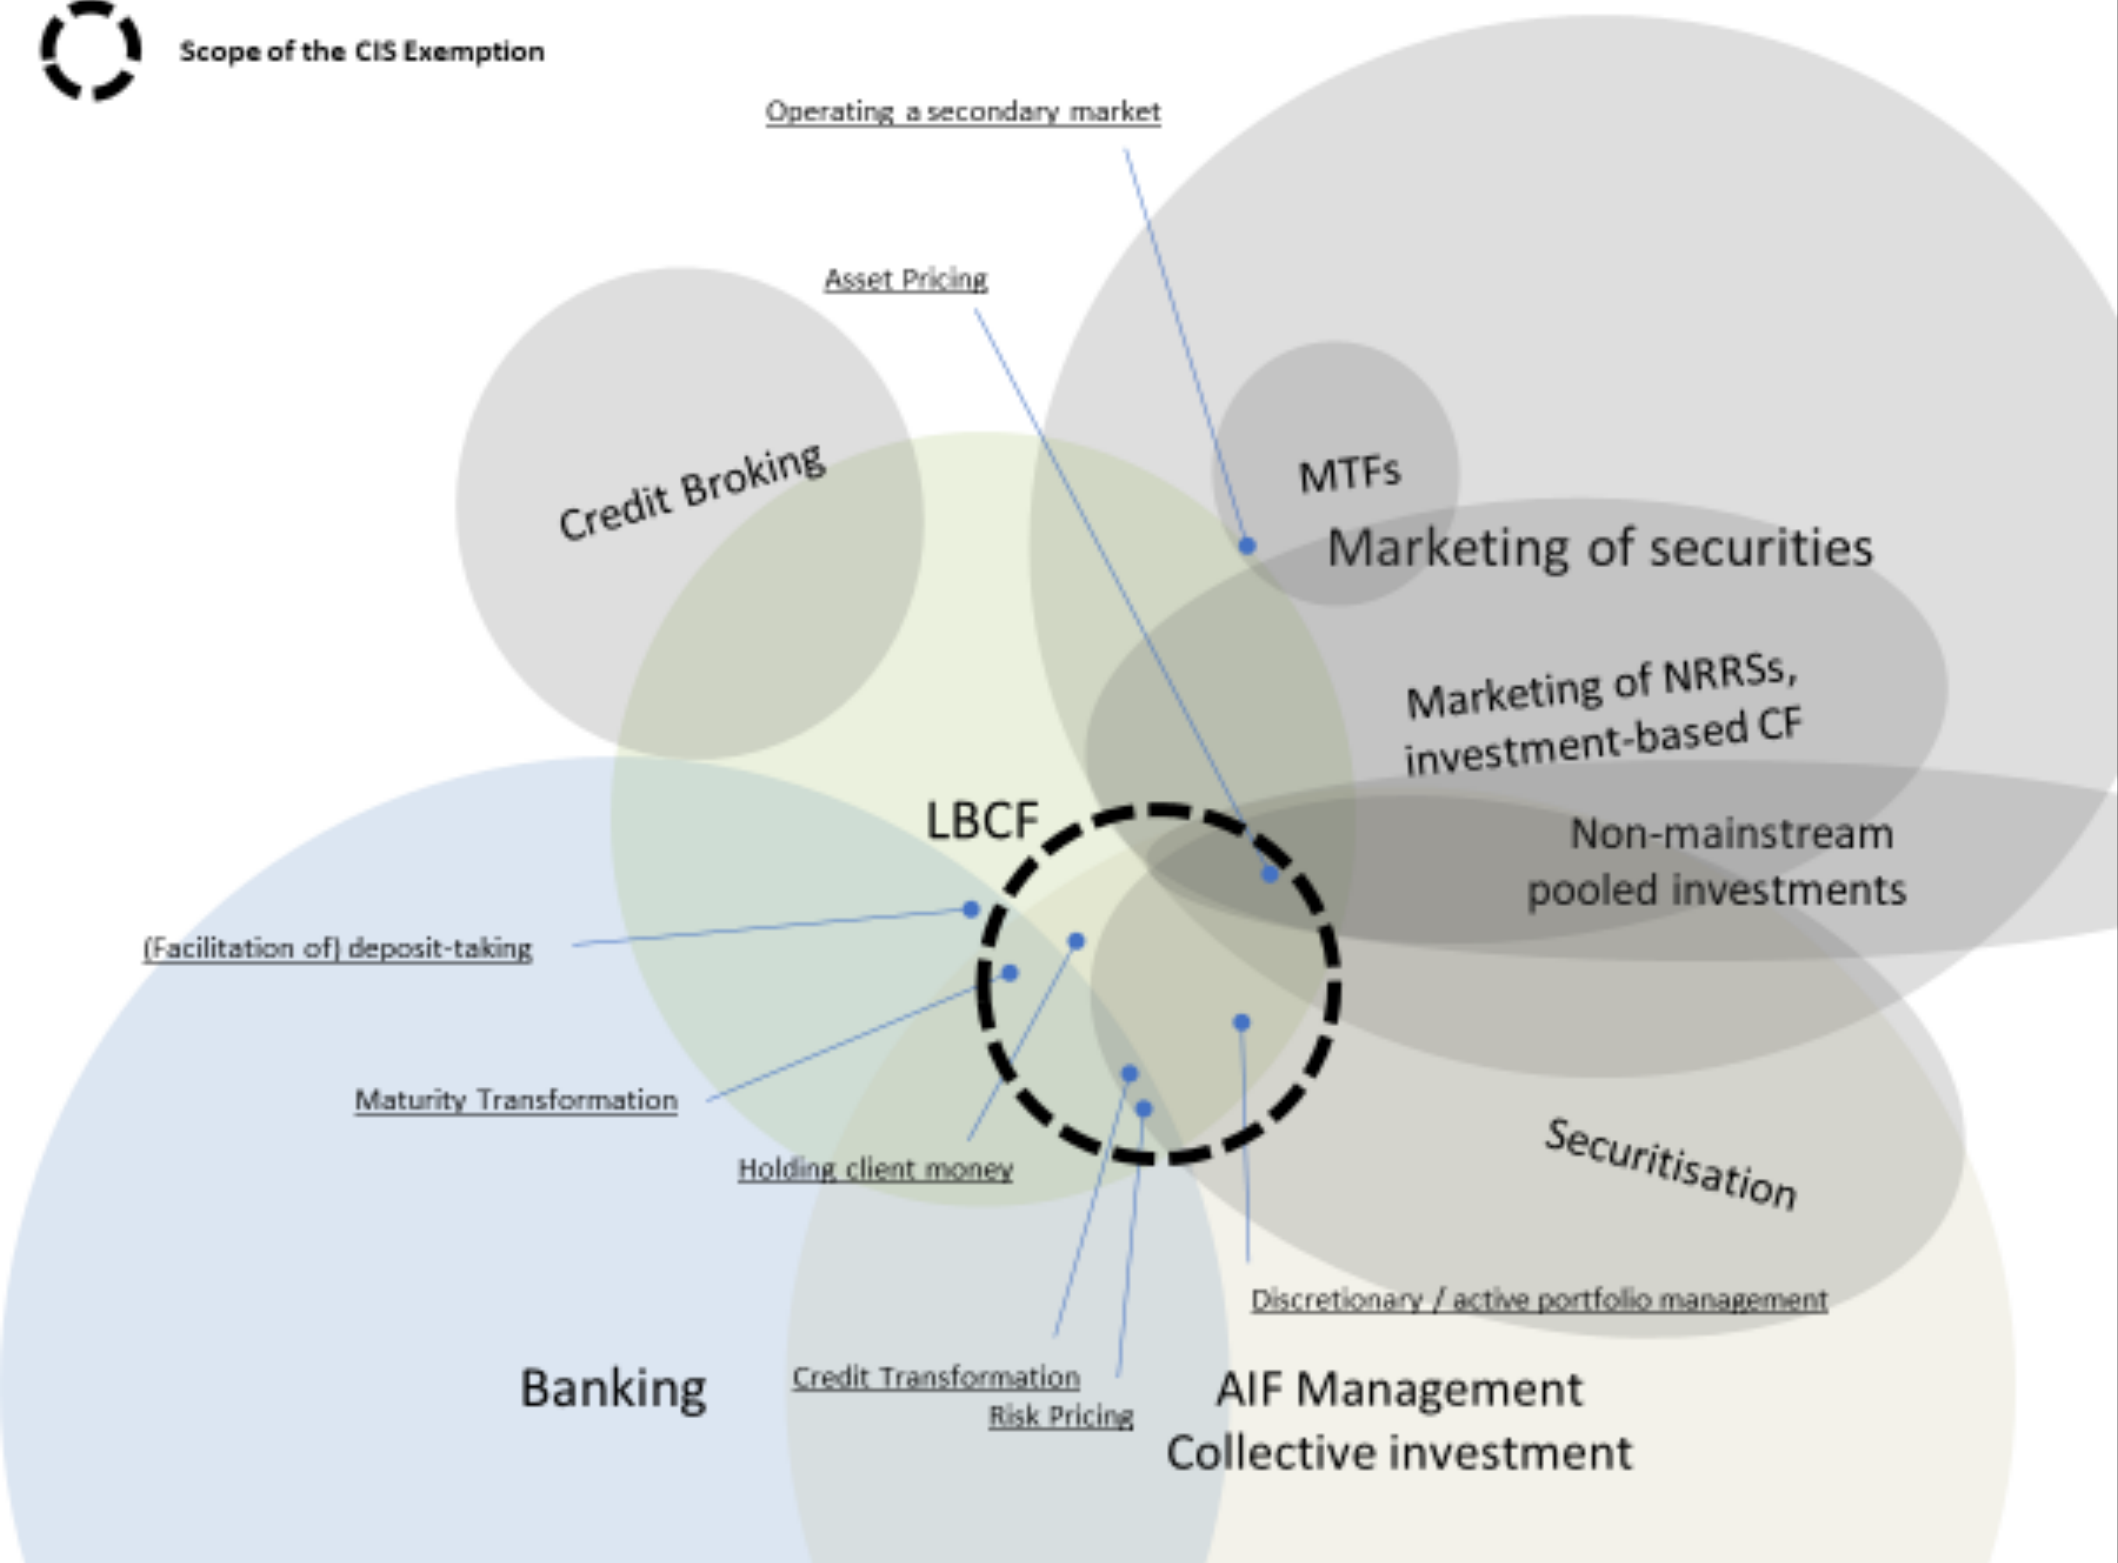 Scope of the CIS Exemption
Operating a secondary market
Asset Pricing
Credit Broking
MTFs
Marketing of securities
Marketing of NRRSs,
investment-based CF
LBCF
Non-mainstream
pooled investments
(Facilitation of) deposit-taking
Maturity Transformation
Holding client money
Securitisation
Discretionary / active portfolio management
Banking
Credit Transformation
Risk Pricing
AIF Management
Collective investment